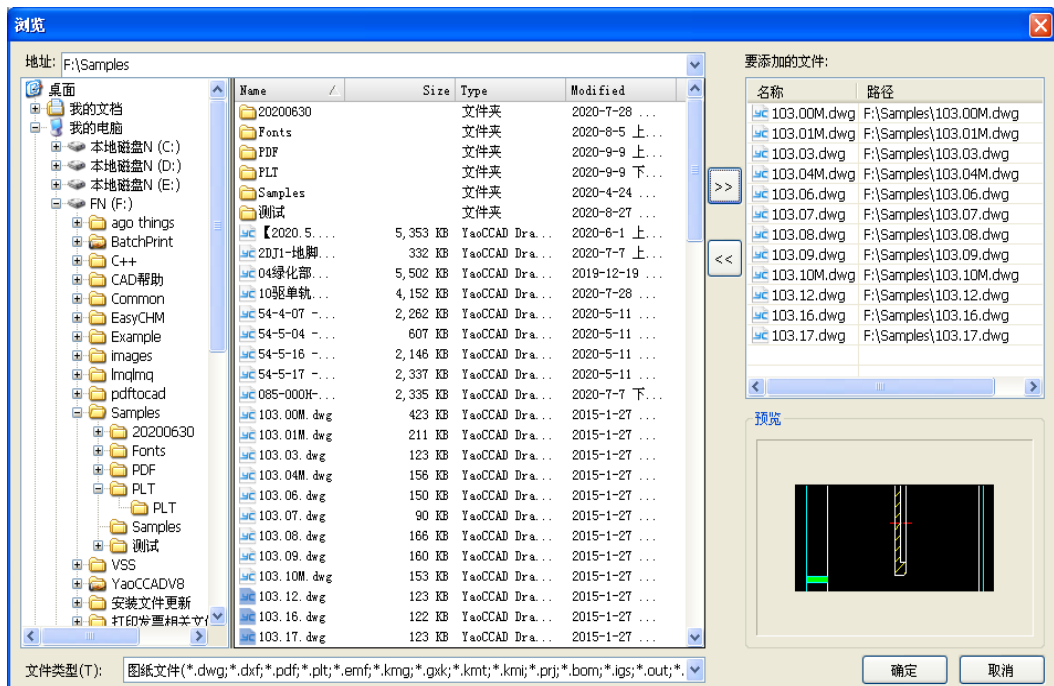 浏览
地址: F:\Samples
桌面
我的文档
我的电脑
本地磁盘N (C:)
本地磁盘N (D:)
本地磁盘N (E:)
FN (F:)
ago things
BatchPrint
C++
CAD帮助
Common
EasyCHM
Example
images
lmqlmq
pdftocad
Samples
20200630
Fonts
PDF
PLT
PLT
Samples
测试
VSS
YaoCCADV8
安装文件更新
打印发票相关文
Name Size Type Modified
20200630 文件夹 2020-7-28 ...
Fonts 文件夹 2020-8-5 上...
PDF 文件夹 2020-9-9 上...
PLT 文件夹 2020-9-9 下...
Samples 文件夹 2020-4-24 ...
测试 文件夹 2020-8-27 ...
【2020.5.... 5,353 KB YaoCCAD Dra... 2020-6-1 上...
2DJ1-地脚... 332 KB YaoCCAD Dra... 2020-7-7 上...
04绿化部... 5,502 KB YaoCCAD Dra... 2019-12-19 ...
10驱单轨... 4,152 KB YaoCCAD Dra... 2020-7-28 ...
54-4-07 -... 2,262 KB YaoCCAD Dra... 2020-5-11 ...
54-5-04 -... 607 KB YaoCCAD Dra... 2020-5-11 ...
54-5-16 -... 2,146 KB YaoCCAD Dra... 2020-5-11 ...
54-5-17 -... 2,337 KB YaoCCAD Dra... 2020-5-11 ...
085-000H-... 2,335 KB YaoCCAD Dra... 2020-7-7 下...
103.00M.dwg 423 KB YaoCCAD Dra... 2015-1-27 ...
103.01M.dwg 211 KB YaoCCAD Dra... 2015-1-27 ...
103.03.dwg 123 KB YaoCCAD Dra... 2015-1-27 ...
103.04M.dwg 156 KB YaoCCAD Dra... 2015-1-27 ...
103.06.dwg 150 KB YaoCCAD Dra... 2015-1-27 ...
103.07.dwg 90 KB YaoCCAD Dra... 2015-1-27 ...
103.08.dwg 166 KB YaoCCAD Dra... 2015-1-27 ...
103.09.dwg 160 KB YaoCCAD Dra... 2015-1-27 ...
103.10M.dwg 153 KB YaoCCAD Dra... 2015-1-27 ...
103.12.dwg 123 KB YaoCCAD Dra... 2015-1-27 ...
103.16.dwg 122 KB YaoCCAD Dra... 2015-1-27 ...
103.17.dwg 123 KB YaoCCAD Dra... 2015-1-27 ...
>>
<<
要添加的文件:
名称 路径
103.00M.dwg F:\Samples\103.00M.dwg
103.01M.dwg F:\Samples\103.01M.dwg
103.03.dwg F:\Samples\103.03.dwg
103.04M.dwg F:\Samples\103.04M.dwg
103.06.dwg F:\Samples\103.06.dwg
103.07.dwg F:\Samples\103.07.dwg
103.08.dwg F:\Samples\103.08.dwg
103.09.dwg F:\Samples\103.09.dwg
103.10M.dwg F:\Samples\103.10M.dwg
103.12.dwg F:\Samples\103.12.dwg
103.16.dwg F:\Samples\103.16.dwg
103.17.dwg F:\Samples\103.17.dwg
预览
文件类型(T): 图纸文件(*.dwg;*.dxf;*.pdf;*.plt;*.emf;*.kmg;*.gxk;*.kmt;*.kmi;*.prj;*.bom;*.igs;*.out;*.
确定 取消